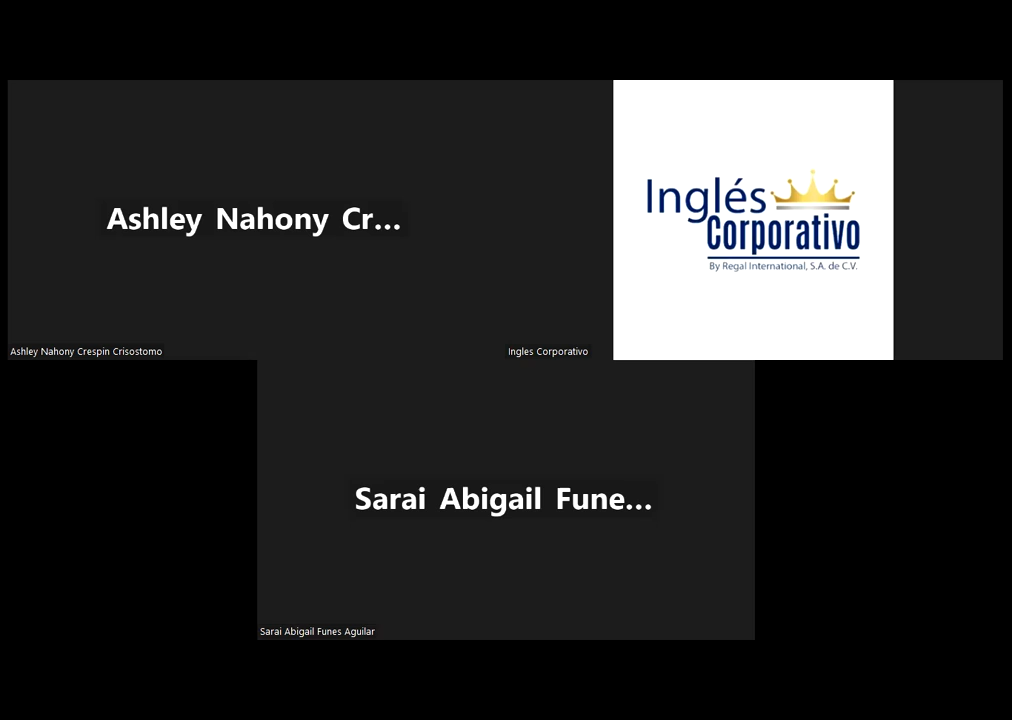 Ashley Nahony Cr...
Ashley Nahony Crespin Crisostomo
Inglés
Corporativo
By Regal International, S.A. de C.V.
Ingles Corporativo
Sarai Abigail Fune...
Sarai Abigail Funes Aguilar